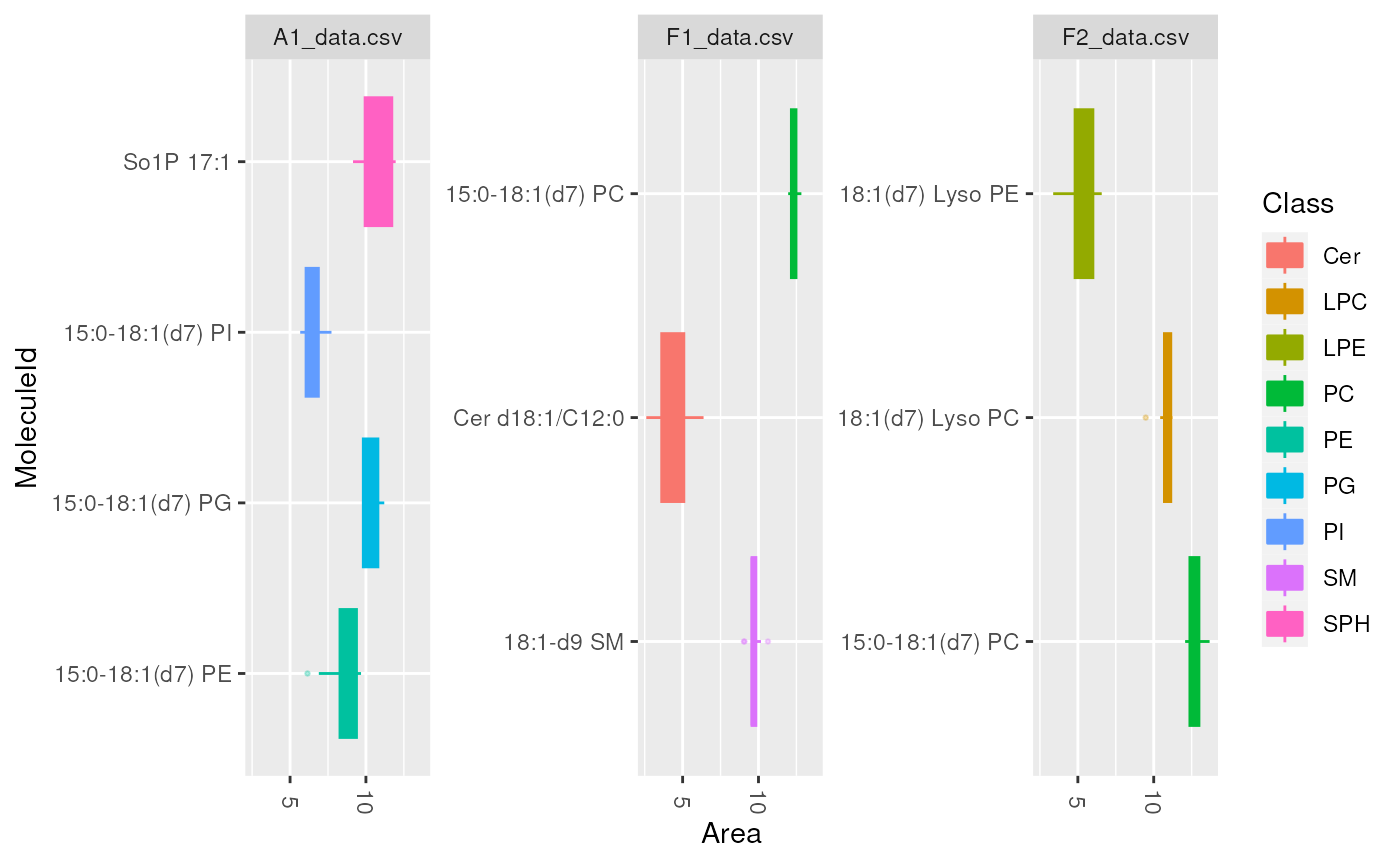 A1_data.csv
F1_data.csv
F2_data.csv
MoleculeId
So1P 17:1
15:0-18:1(d7) PI
15:0-18:1(d7) PG
15:0-18:1(d7) PE
15:0-18:1(d7) PC
Cer d18:1/C12:0
18:1-d9 SM
18:1(d7) Lyso PE
18:1(d7) Lyso PC
15:0-18:1(d7) PC
5
10
5
10
5
10
Area
Class
Cer
LPC
LPE
PC
PE
PG
PI
SM
SPH